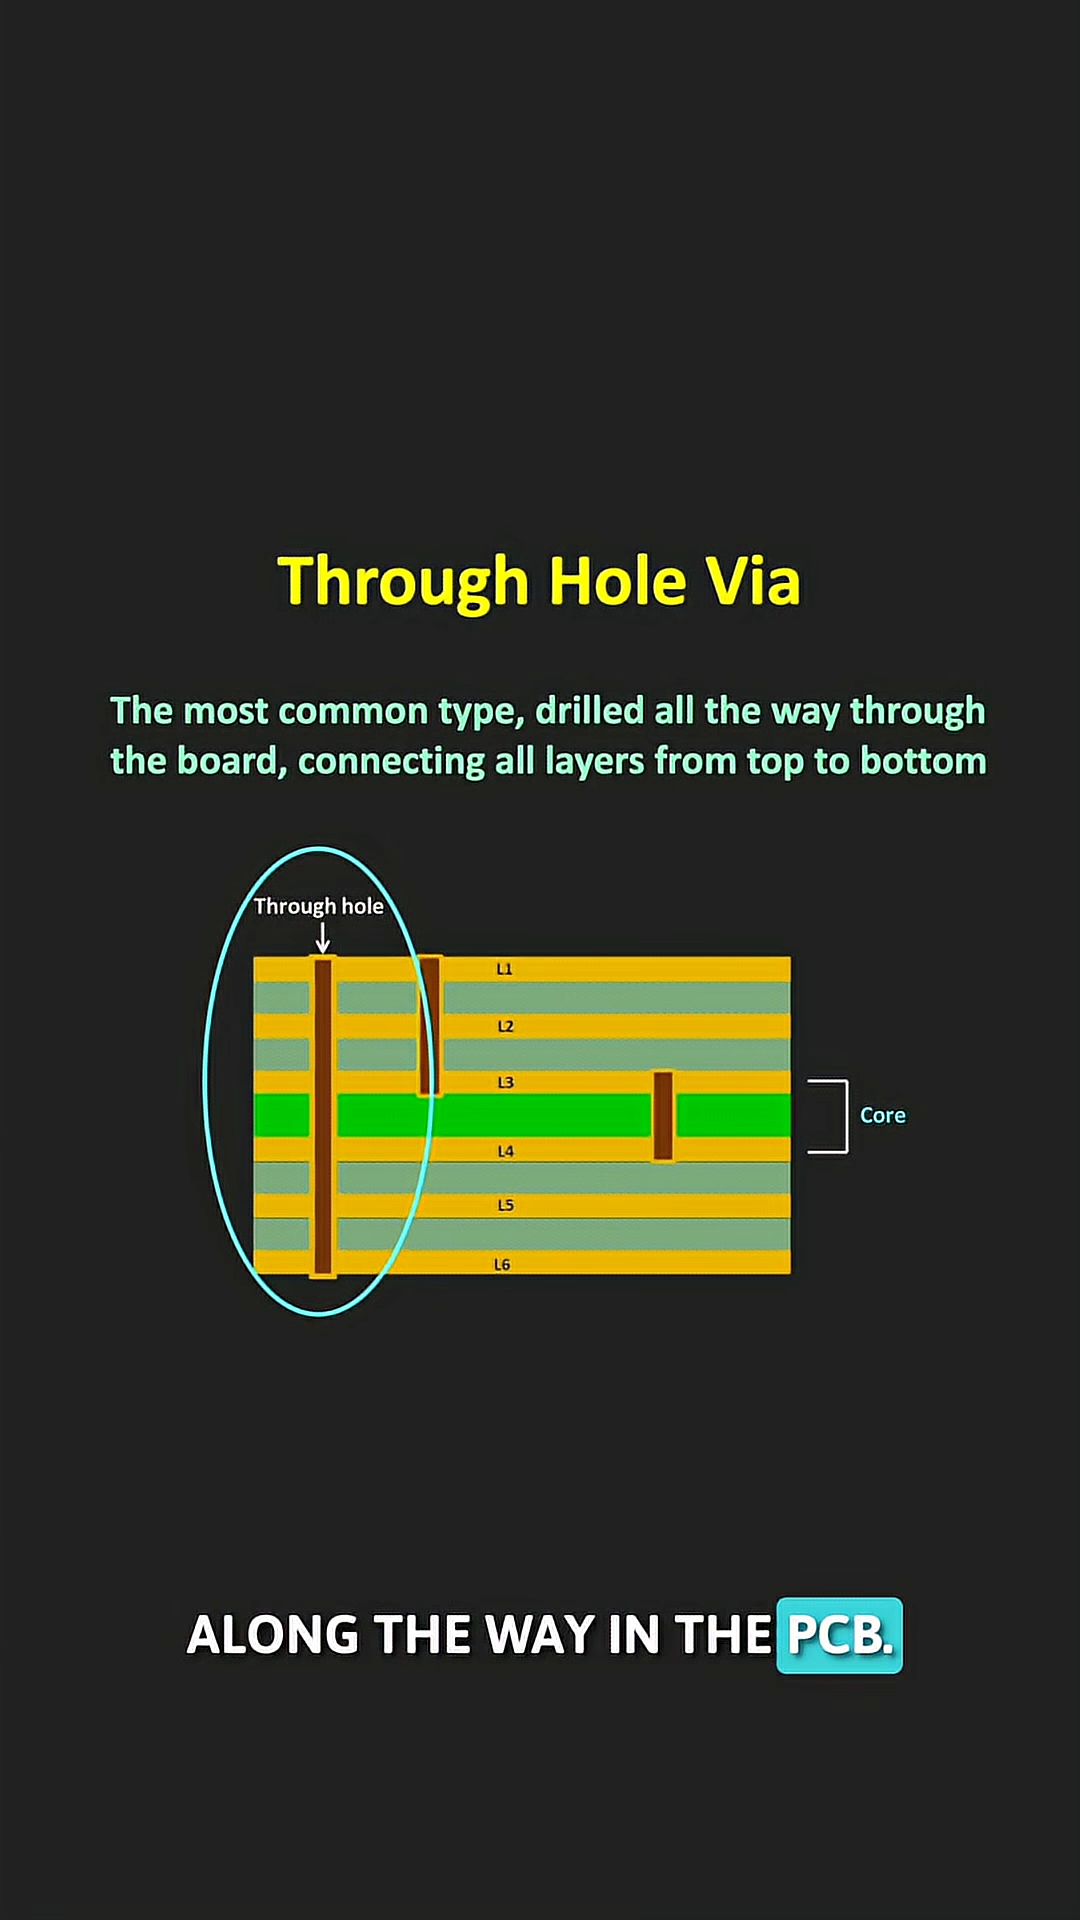 Through Hole Via
The most common type, drilled all the way through
the board, connecting all layers from top to bottom
Through hole
L1
L2
L3
Core
L4
L5
L6
ALONG THE WAY IN THE PCB.